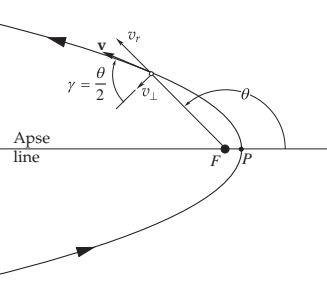 v_r
v
γ = θ/2
v_⊥
θ
Apse
line
F
P